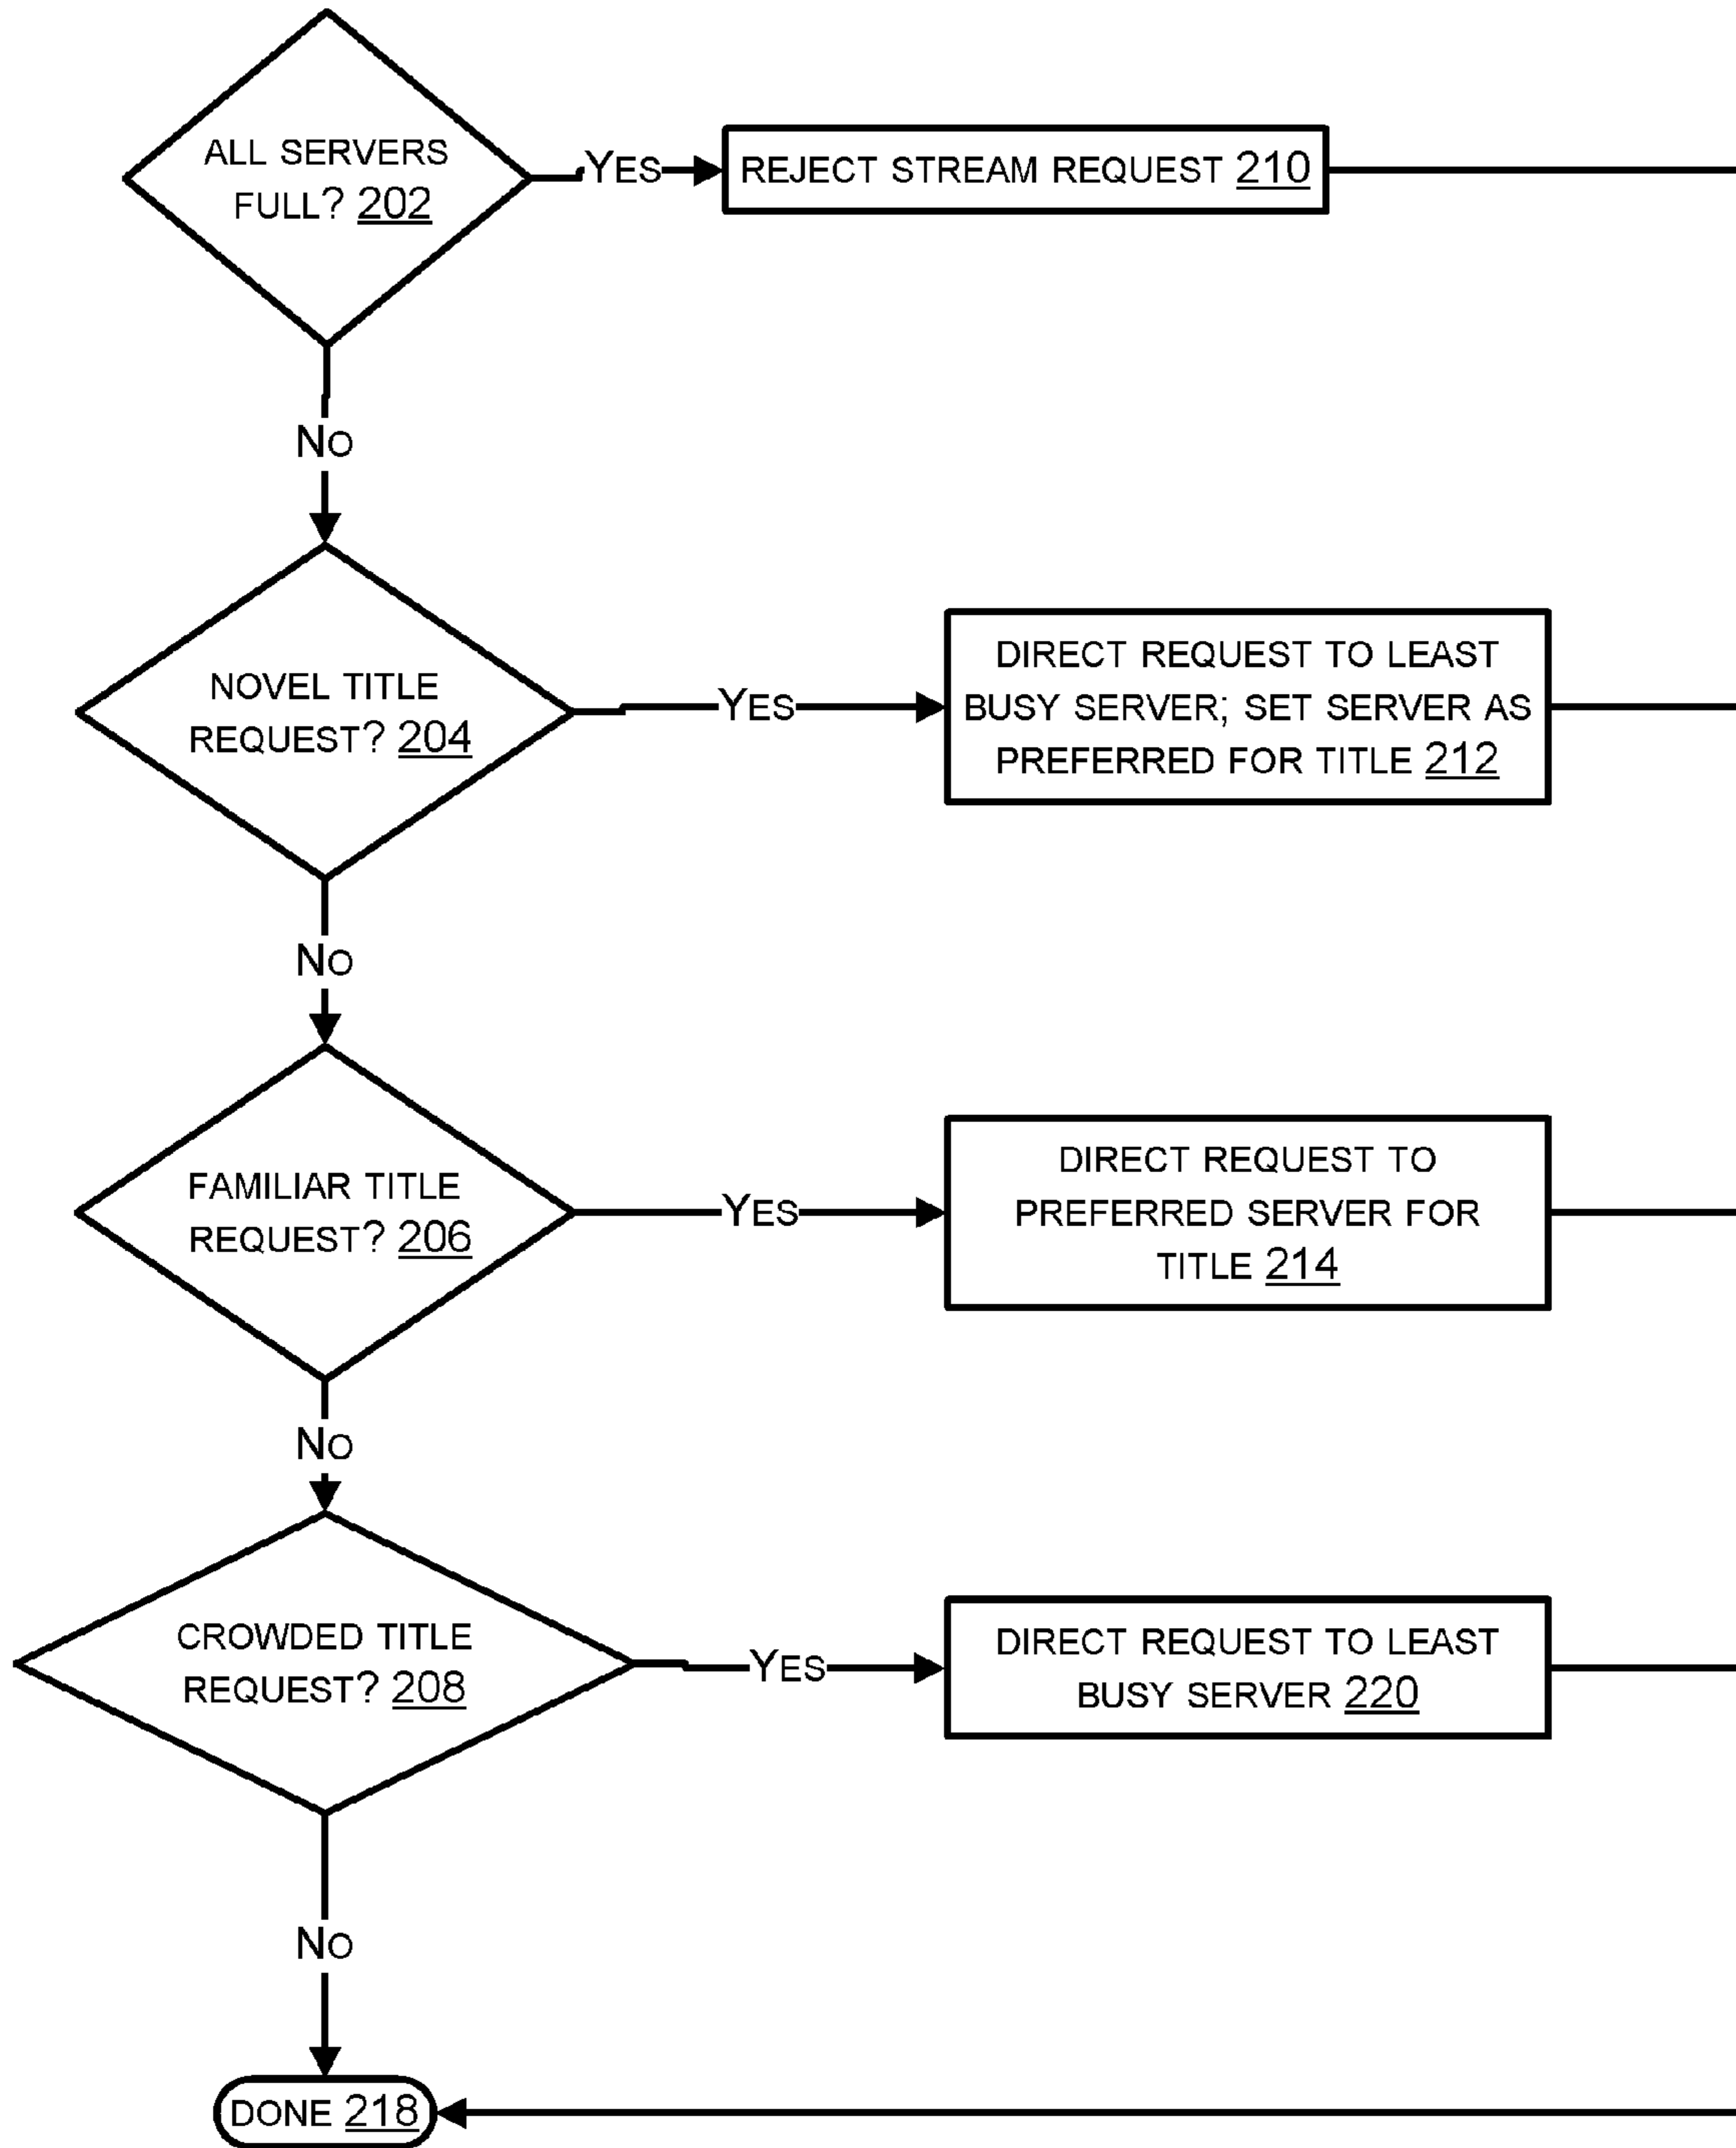 ALL SERVERS
FULL? 202
YES
REJECT STREAM REQUEST 210
NO
NOVEL TITLE
REQUEST? 204
YES
DIRECT REQUEST TO LEAST
BUSY SERVER; SET SERVER AS
PREFERRED FOR TITLE 212
NO
FAMILIAR TITLE
REQUEST? 206
YES
DIRECT REQUEST TO
PREFERRED SERVER FOR
TITLE 214
NO
CROWDED TITLE
REQUEST? 208
YES
DIRECT REQUEST TO LEAST
BUSY SERVER 220
NO
DONE 218